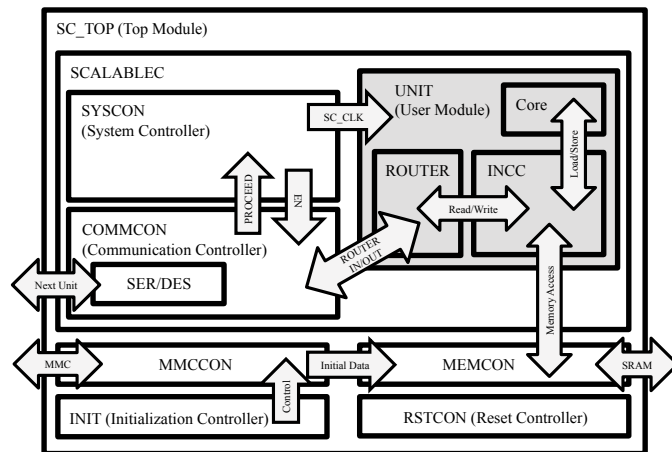 SC_TOP (Top Module)
SCALABLEC
SYSCON
(System Controller)
SC_CLK
UNIT
(User Module)
Core
Load/Store
ROUTER
INCC
Read/Write
PROCEED
EN
COMMCON
(Communication Controller)
ROUTER
IN/OUT
SER/DES
Next Unit
Memory Access
MMC
MMCCON
Initial Data
MEMCON
SRAM
Control
INIT (Initialization Controller)
RSTCON (Reset Controller)